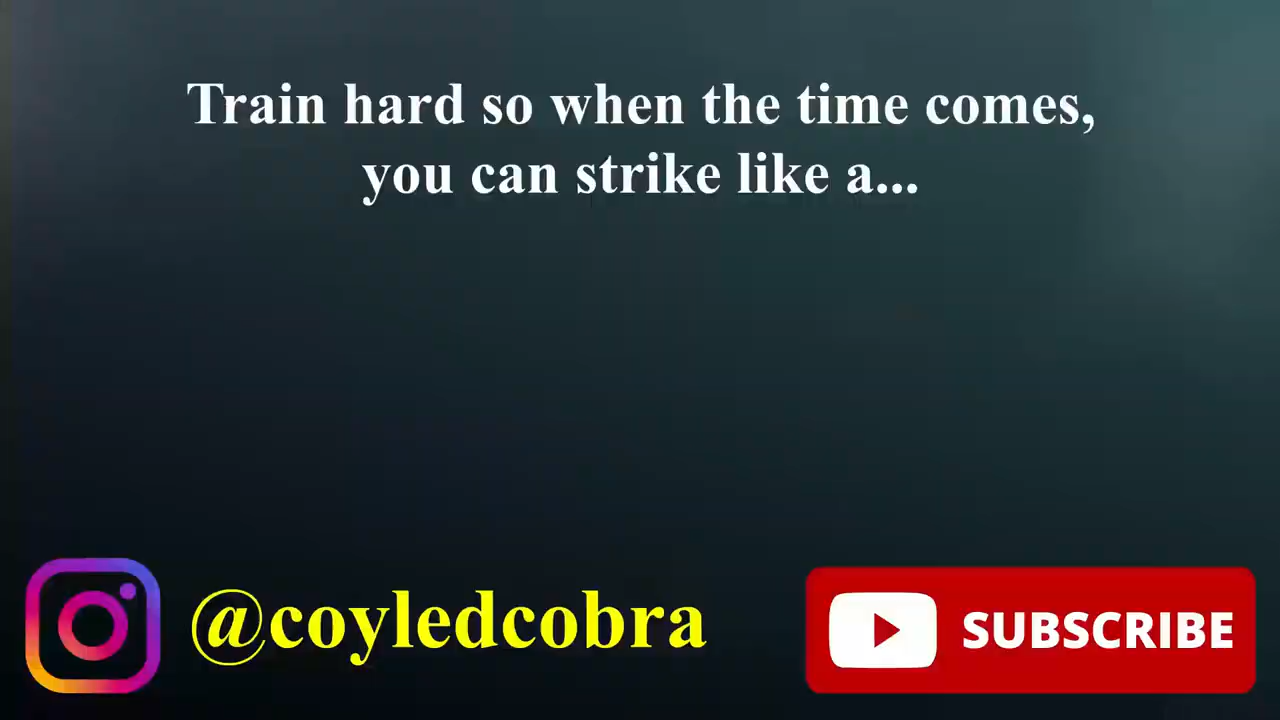 Train hard so when the time comes,
you can strike like a...
@coyledcobra
SUBSCRIBE